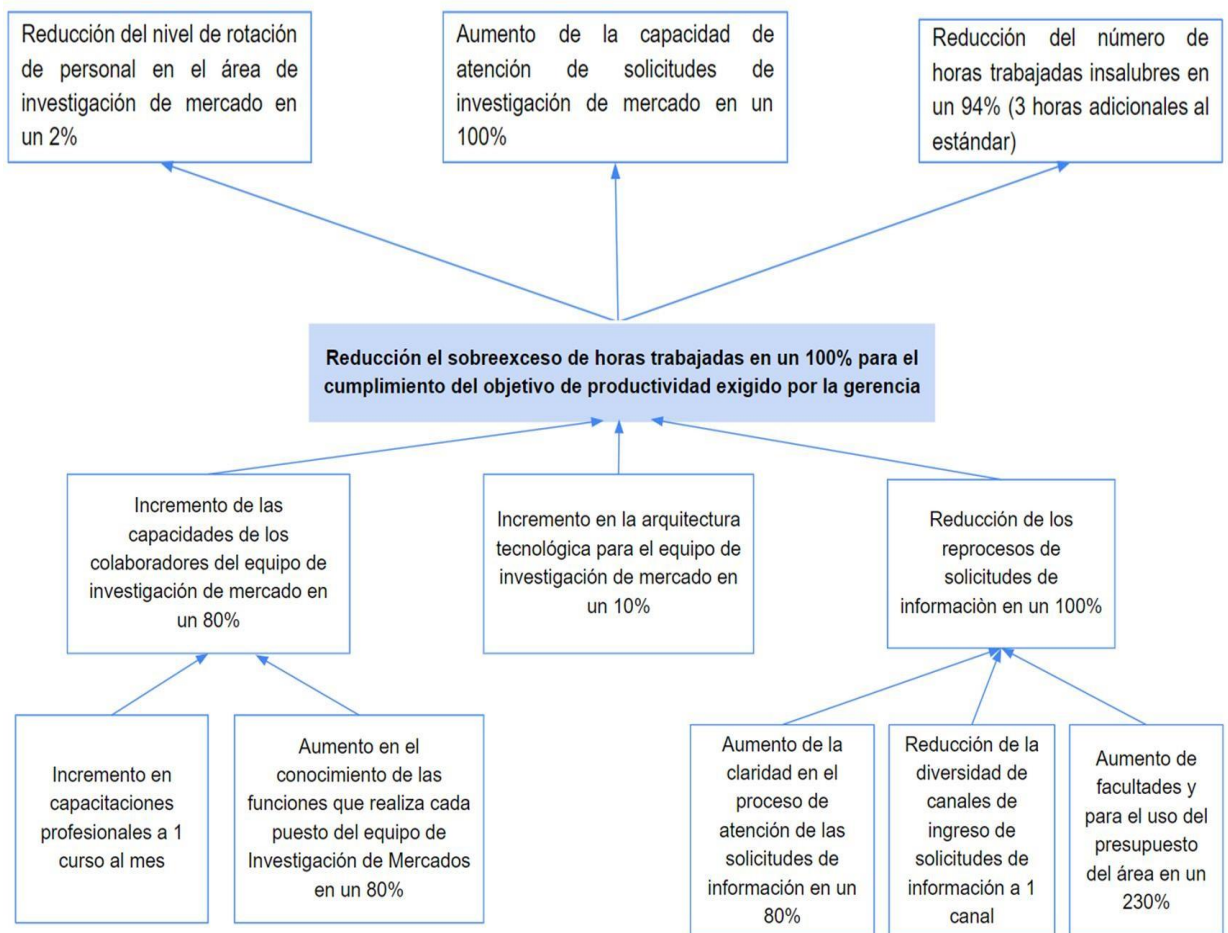 Reducción del nivel de rotación
de personal en el área de
investigación de mercado en
un 2%
Aumento de la capacidad de
atención de solicitudes de
investigación de mercado en un
100%
Reducción del número de
horas trabajadas insalubres en
un 94% (3 horas adicionales al
estándar)
Reducción el sobreexceso de horas trabajadas en un 100% para el
cumplimiento del objetivo de productividad exigido por la gerencia
Incremento de las
capacidades de los
colaboradores del equipo de
investigación de mercado en
un 80%
Incremento en la arquitectura
tecnológica para el equipo de
investigación de mercado en
un 10%
Reducción de los
reprocesos de
solicitudes de
informaciòn en un 100%
Incremento en
capacitaciones
profesionales a 1
curso al mes
Aumento en el
conocimiento de las
funciones que realiza cada
puesto del equipo de
Investigación de Mercados
en un 80%
Aumento de la
claridad en el
proceso de
atención de las
solicitudes de
información en un
80%
Reducción de la
diversidad de
canales de
ingreso de
solicitudes de
información a 1
canal
Aumento de
facultades y
para el uso del
presupuesto
del área en un
230%